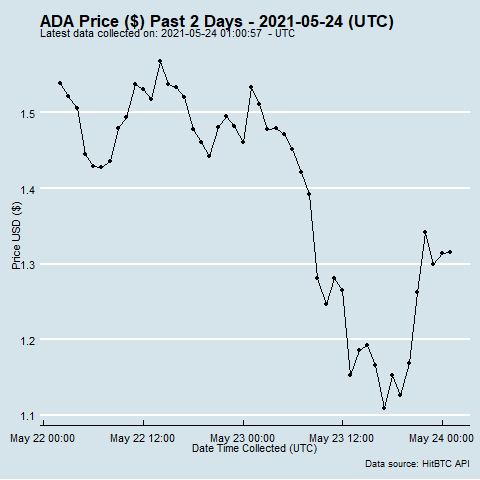 ADA Price ($) Past 2 Days - 2021-05-24 (UTC)
Latest data collected on: 2021-05-24 01:00:57  - UTC
Price USD ($)
1.5
1.4
1.3
1.2
1.1
May 22 00:00 May 22 12:00 May 23 00:00 May 23 12:00 May 24 00:00
Date Time Collected (UTC)
Data source: HitBTC API